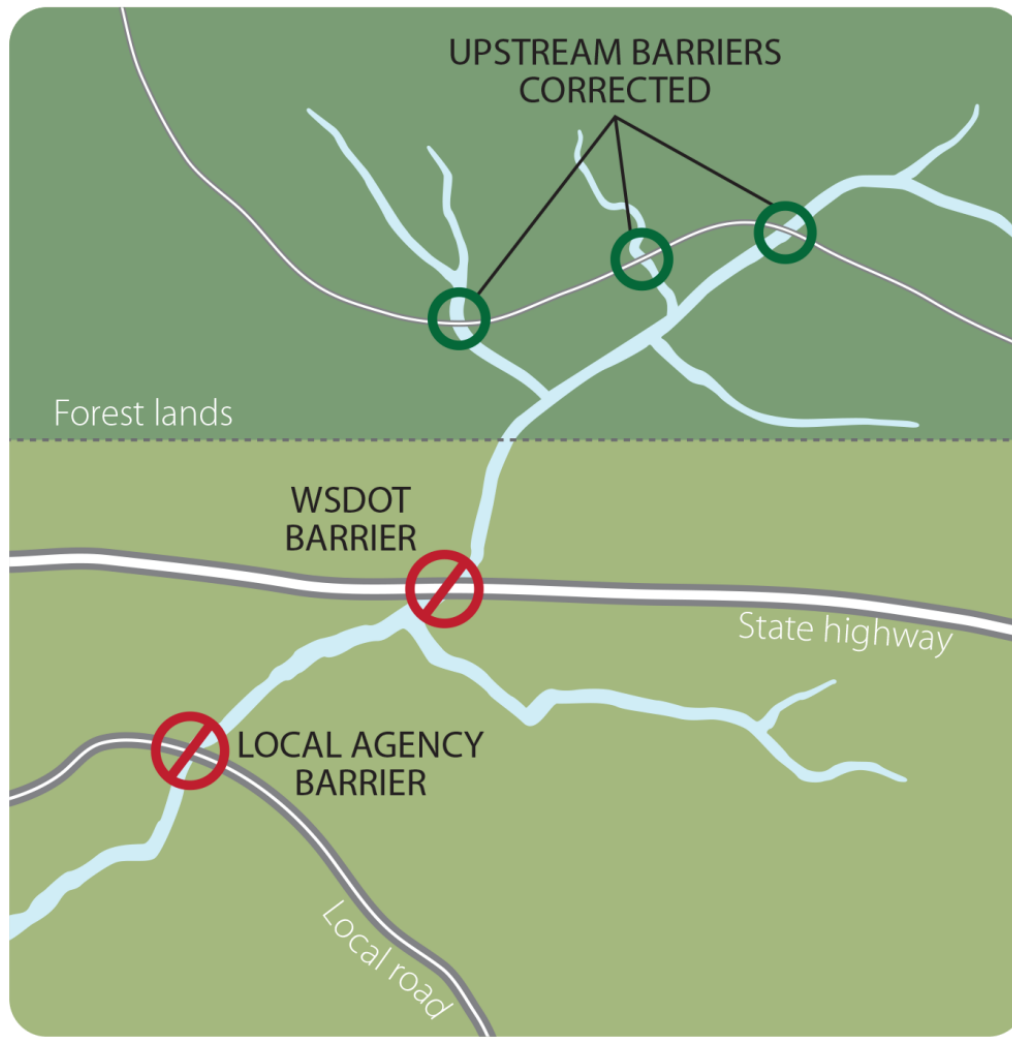 UPSTREAM BARRIERS
CORRECTED
Forest lands
WSDOT
BARRIER
State highway
LOCAL AGENCY
BARRIER
Local road